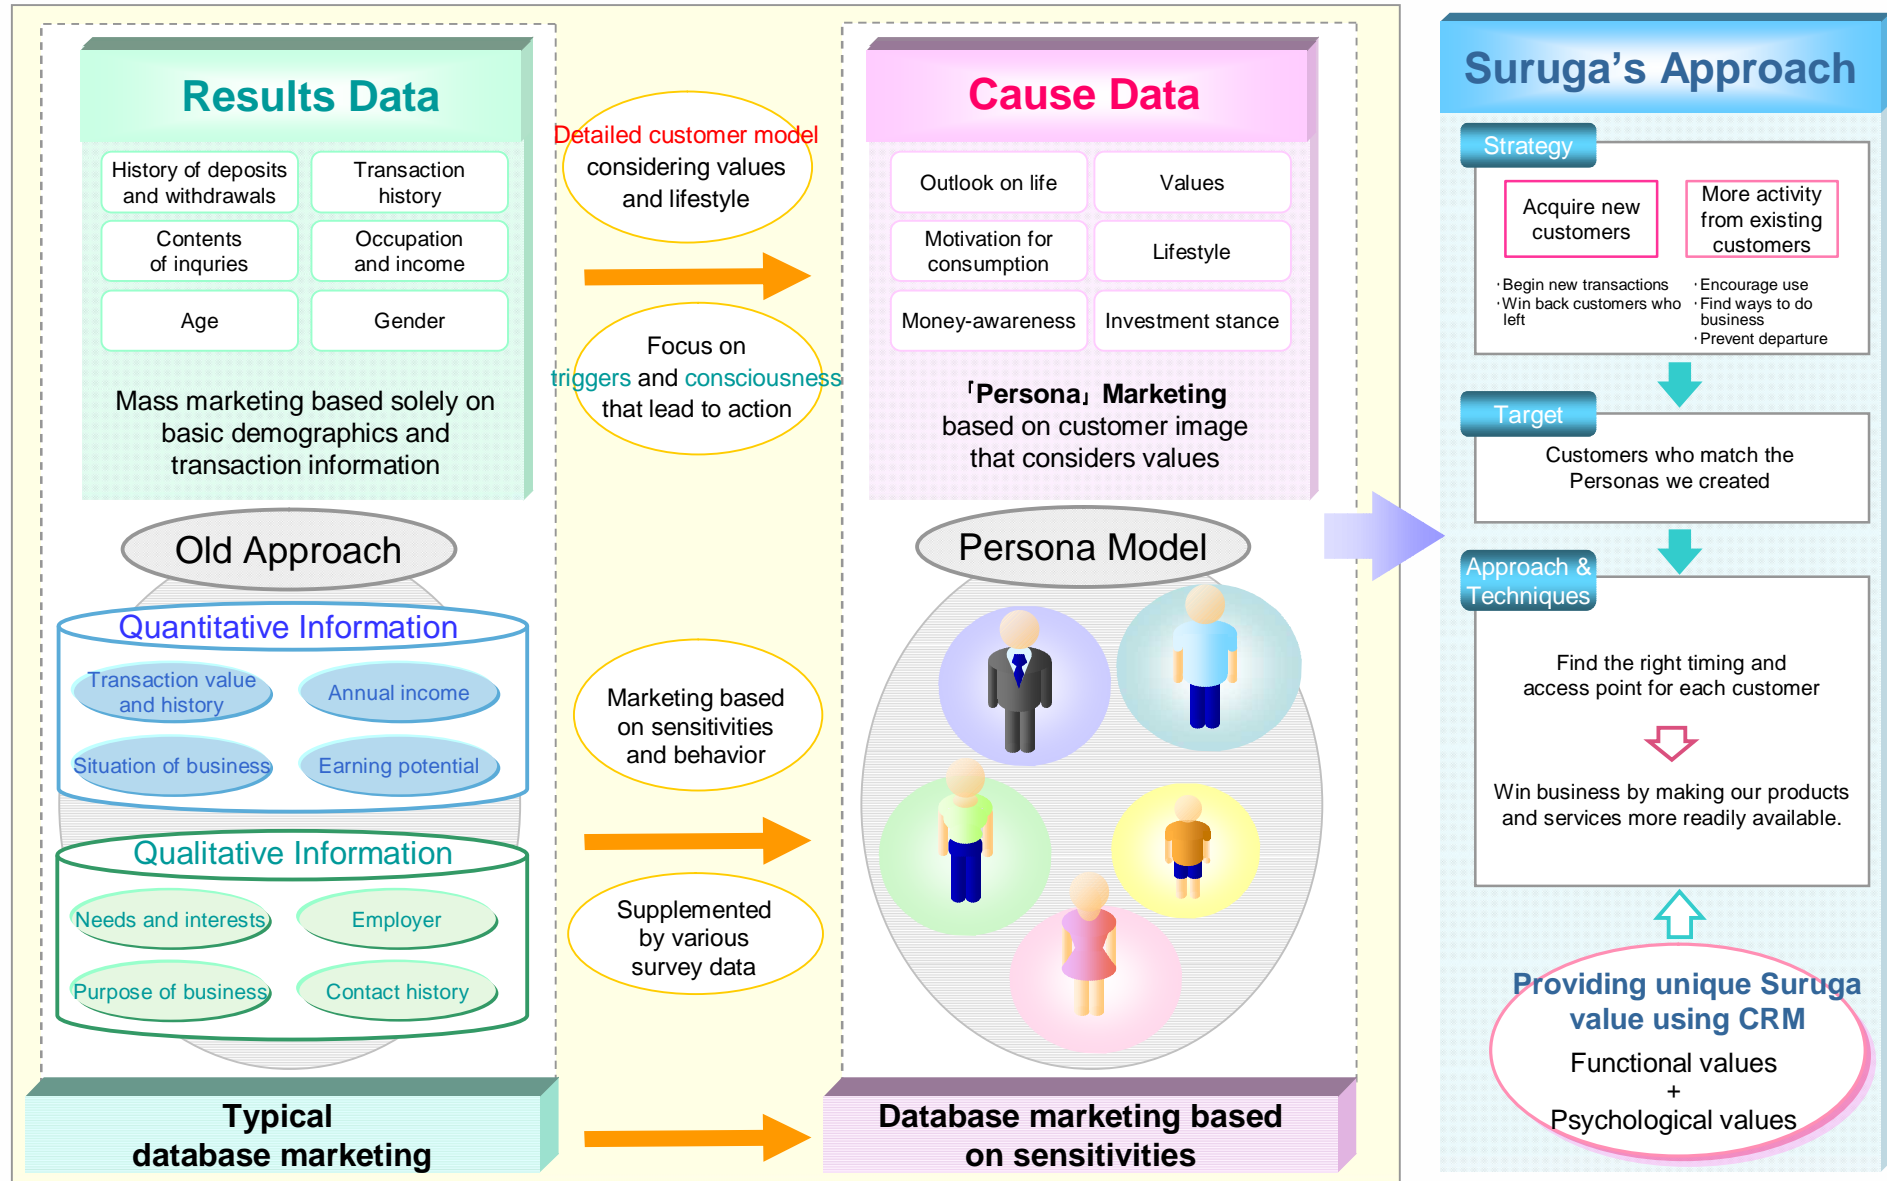 Results Data
History of deposits
and withdrawals
Transaction
history
Contents
of inquries
Occupation
and income
Age
Gender
Mass marketing based solely on
basic demographics and
transaction information
Old Approach
Quantitative Information
Transaction value
and history
Annual income
Situation of business
Earning potential
Qualitative Information
Needs and interests
Employer
Purpose of business
Contact history
Typical
database marketing
Detailed customer model
considering values
and lifestyle
Focus on
triggers and consciousness
that lead to action
Marketing based
on sensitivities
and behavior
Supplemented
by various
survey data
Cause Data
Outlook on life
Values
Motivation for
consumption
Lifestyle
Money-awareness
Investment stance
「Persona」 Marketing
based on customer image
that considers values
Persona Model
Database marketing based
on sensitivities
Suruga's Approach
Strategy
Acquire new
customers
More activity
from existing
customers
·Begin new transactions
·Win back customers who
left
·Encourage use
·Find ways to do
business
·Prevent departure
Target
Customers who match the
Personas we created
Approach &
Techniques
Find the right timing and
access point for each customer
Win business by making our products
and services more readily available.
Providing unique Suruga
value using CRM
Functional values
+
Psychological values